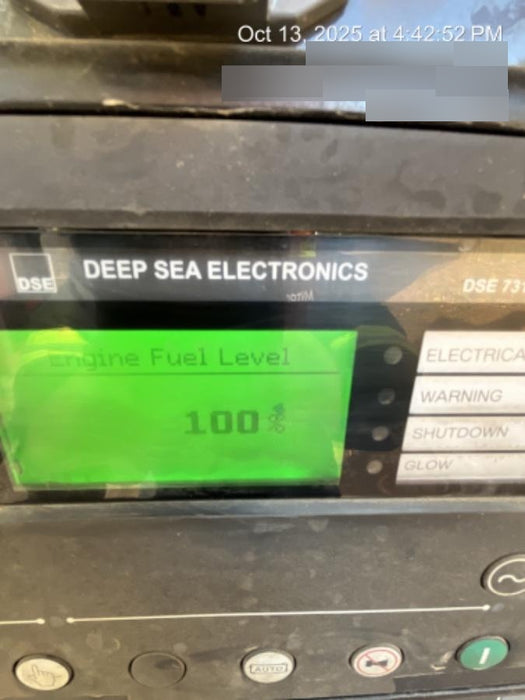 Oct 13, 2025 at 4:42:52 PM
DSE
DEEP SEA ELECTRONICS
DSE 731
Engine Fuel Level
100%
ELECTRICA
WARNING
SHUTDOWN
GLOW
AUTO